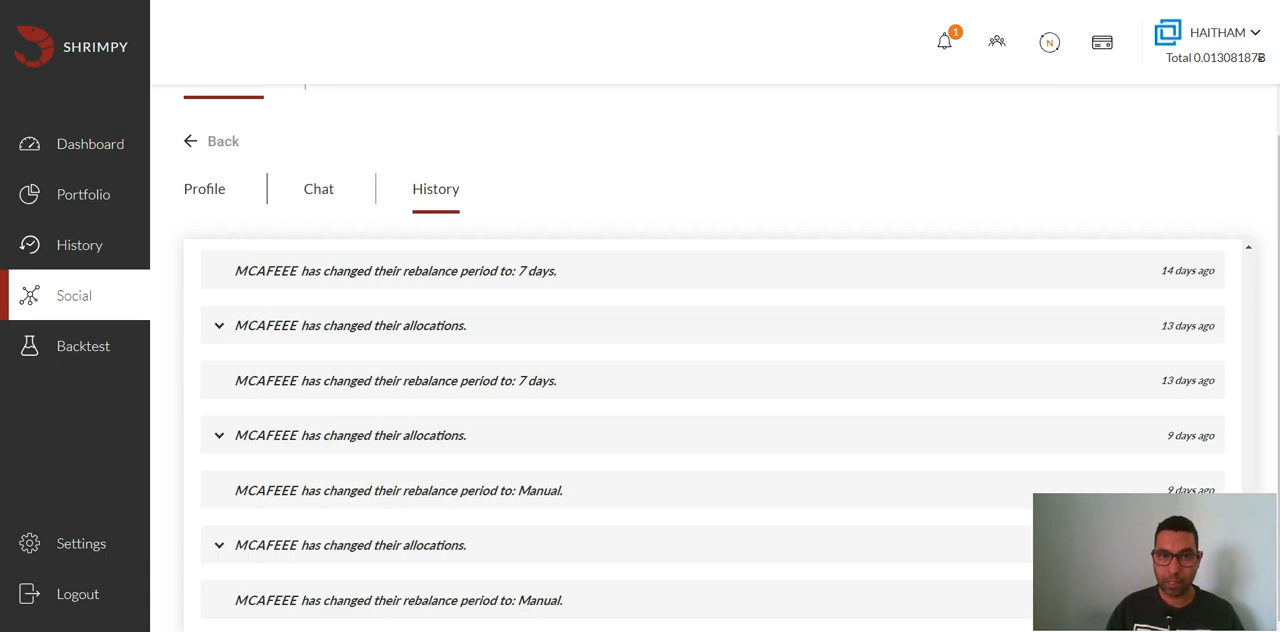 SHRIMPY
1
N
HAITHAM
Total 0.01308187₿
Dashboard
Portfolio
History
Social
Backtest
Settings
Logout
Back
Profile
Chat
History
MCAFEEE has changed their rebalance period to: 7 days.
14 days ago
MCAFEEE has changed their allocations.
13 days ago
MCAFEEE has changed their rebalance period to: 7 days.
13 days ago
MCAFEEE has changed their allocations.
9 days ago
MCAFEEE has changed their rebalance period to: Manual.
9 days ago
MCAFEEE has changed their allocations.
MCAFEEE has changed their rebalance period to: Manual.